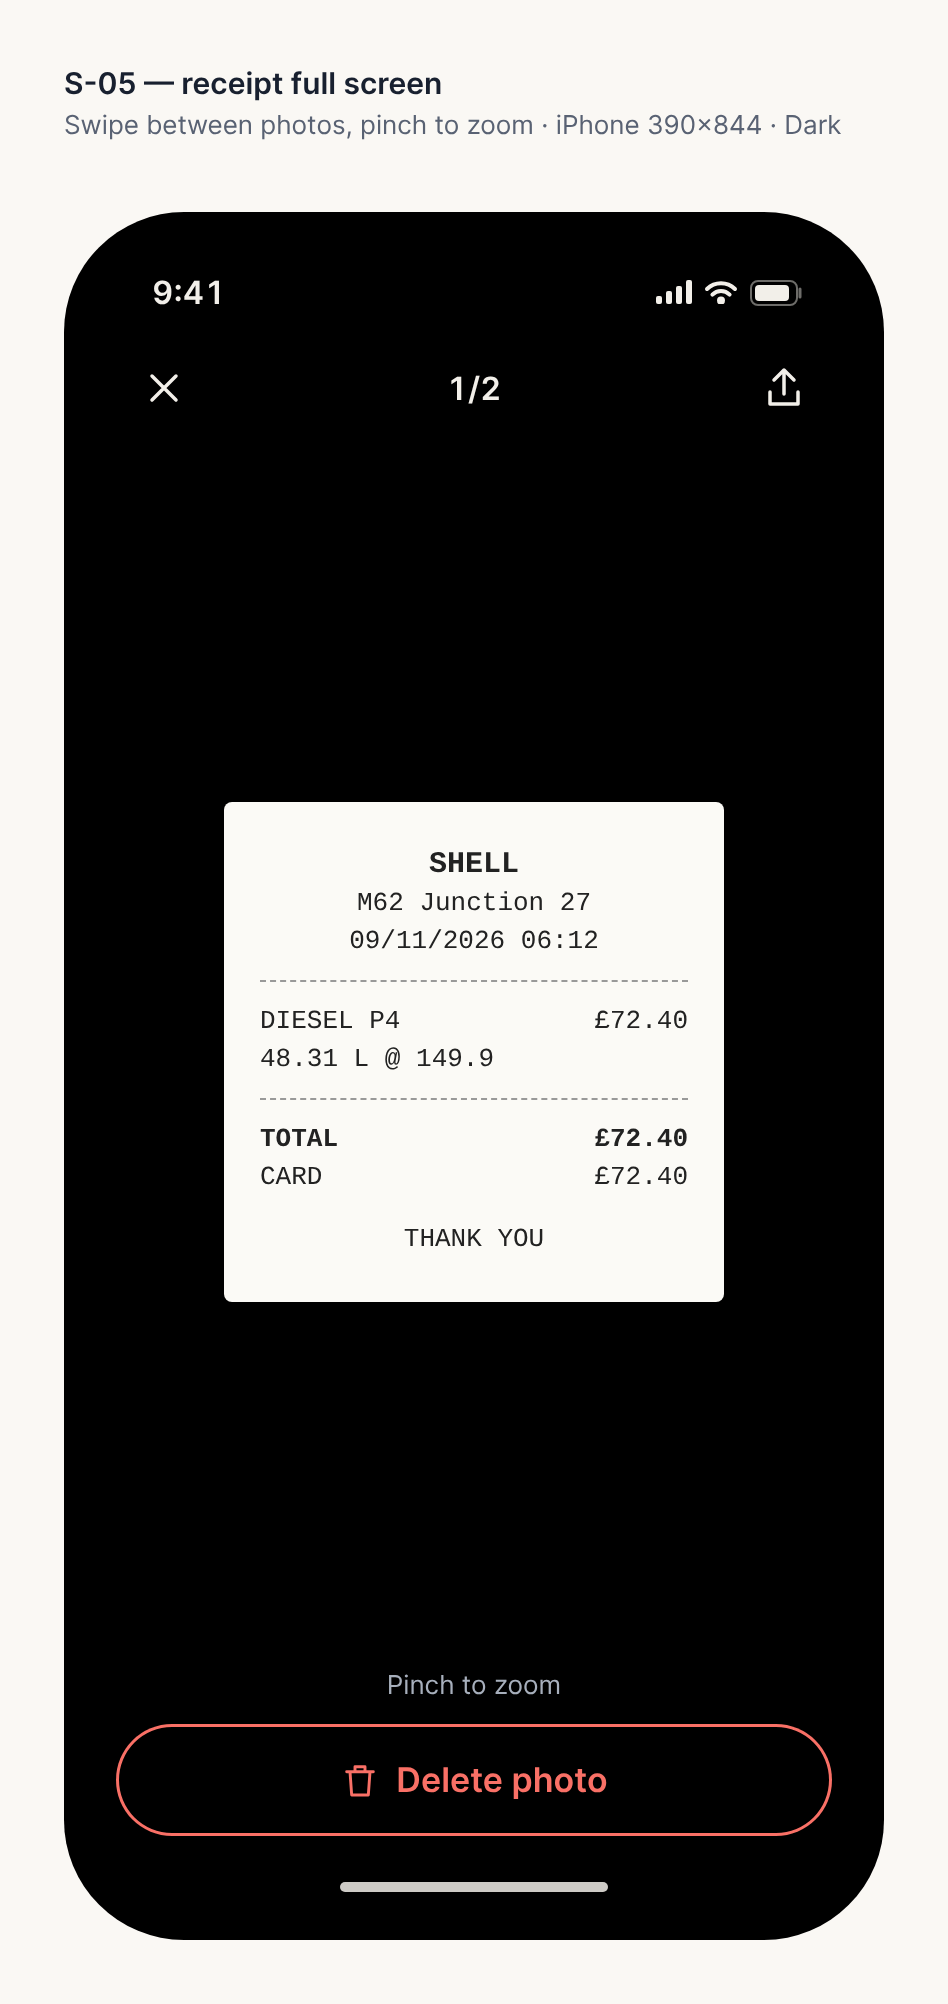 S-05 — receipt full screen
Swipe between photos, pinch to zoom · iPhone 390×844 · Dark
9:41
1/2
SHELL
M62 Junction 27
09/11/2026 06:12
DIESEL P4 £72.40
48.31 L @ 149.9
TOTAL £72.40
CARD £72.40
THANK YOU
Pinch to zoom
Delete photo